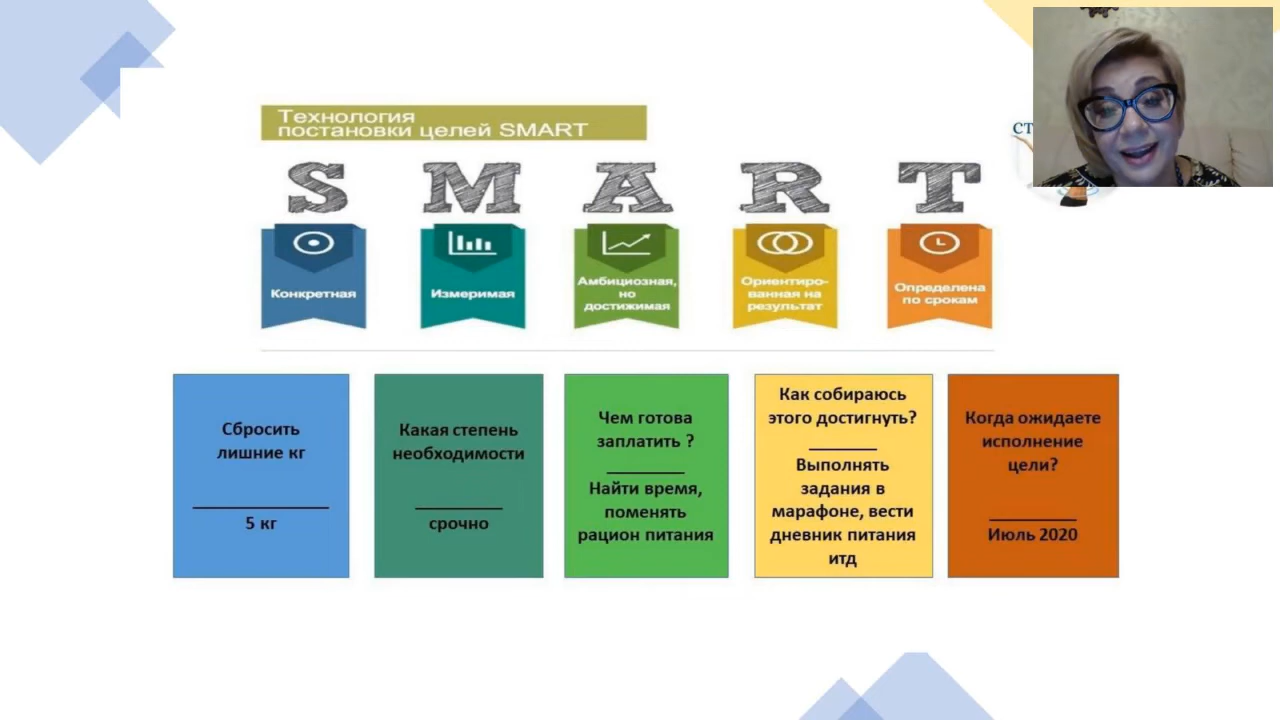 Технология
постановки целей SMART
СТ
S M A R T
Конкретная
Измеримая
Амбициозная,
но
достижимая
Ориентиро-
ванная на
результат
Определена
по срокам
Сбросить
лишние кг
5 кг
Какая степень
необходимости
срочно
Чем готова
заплатить ?
Найти время,
поменять
рацион питания
Как собираюсь
этого достигнуть?
Выполнять
задания в
марафоне, вести
дневник питания
итд
Когда ожидаете
исполнение
цели?
Июль 2020